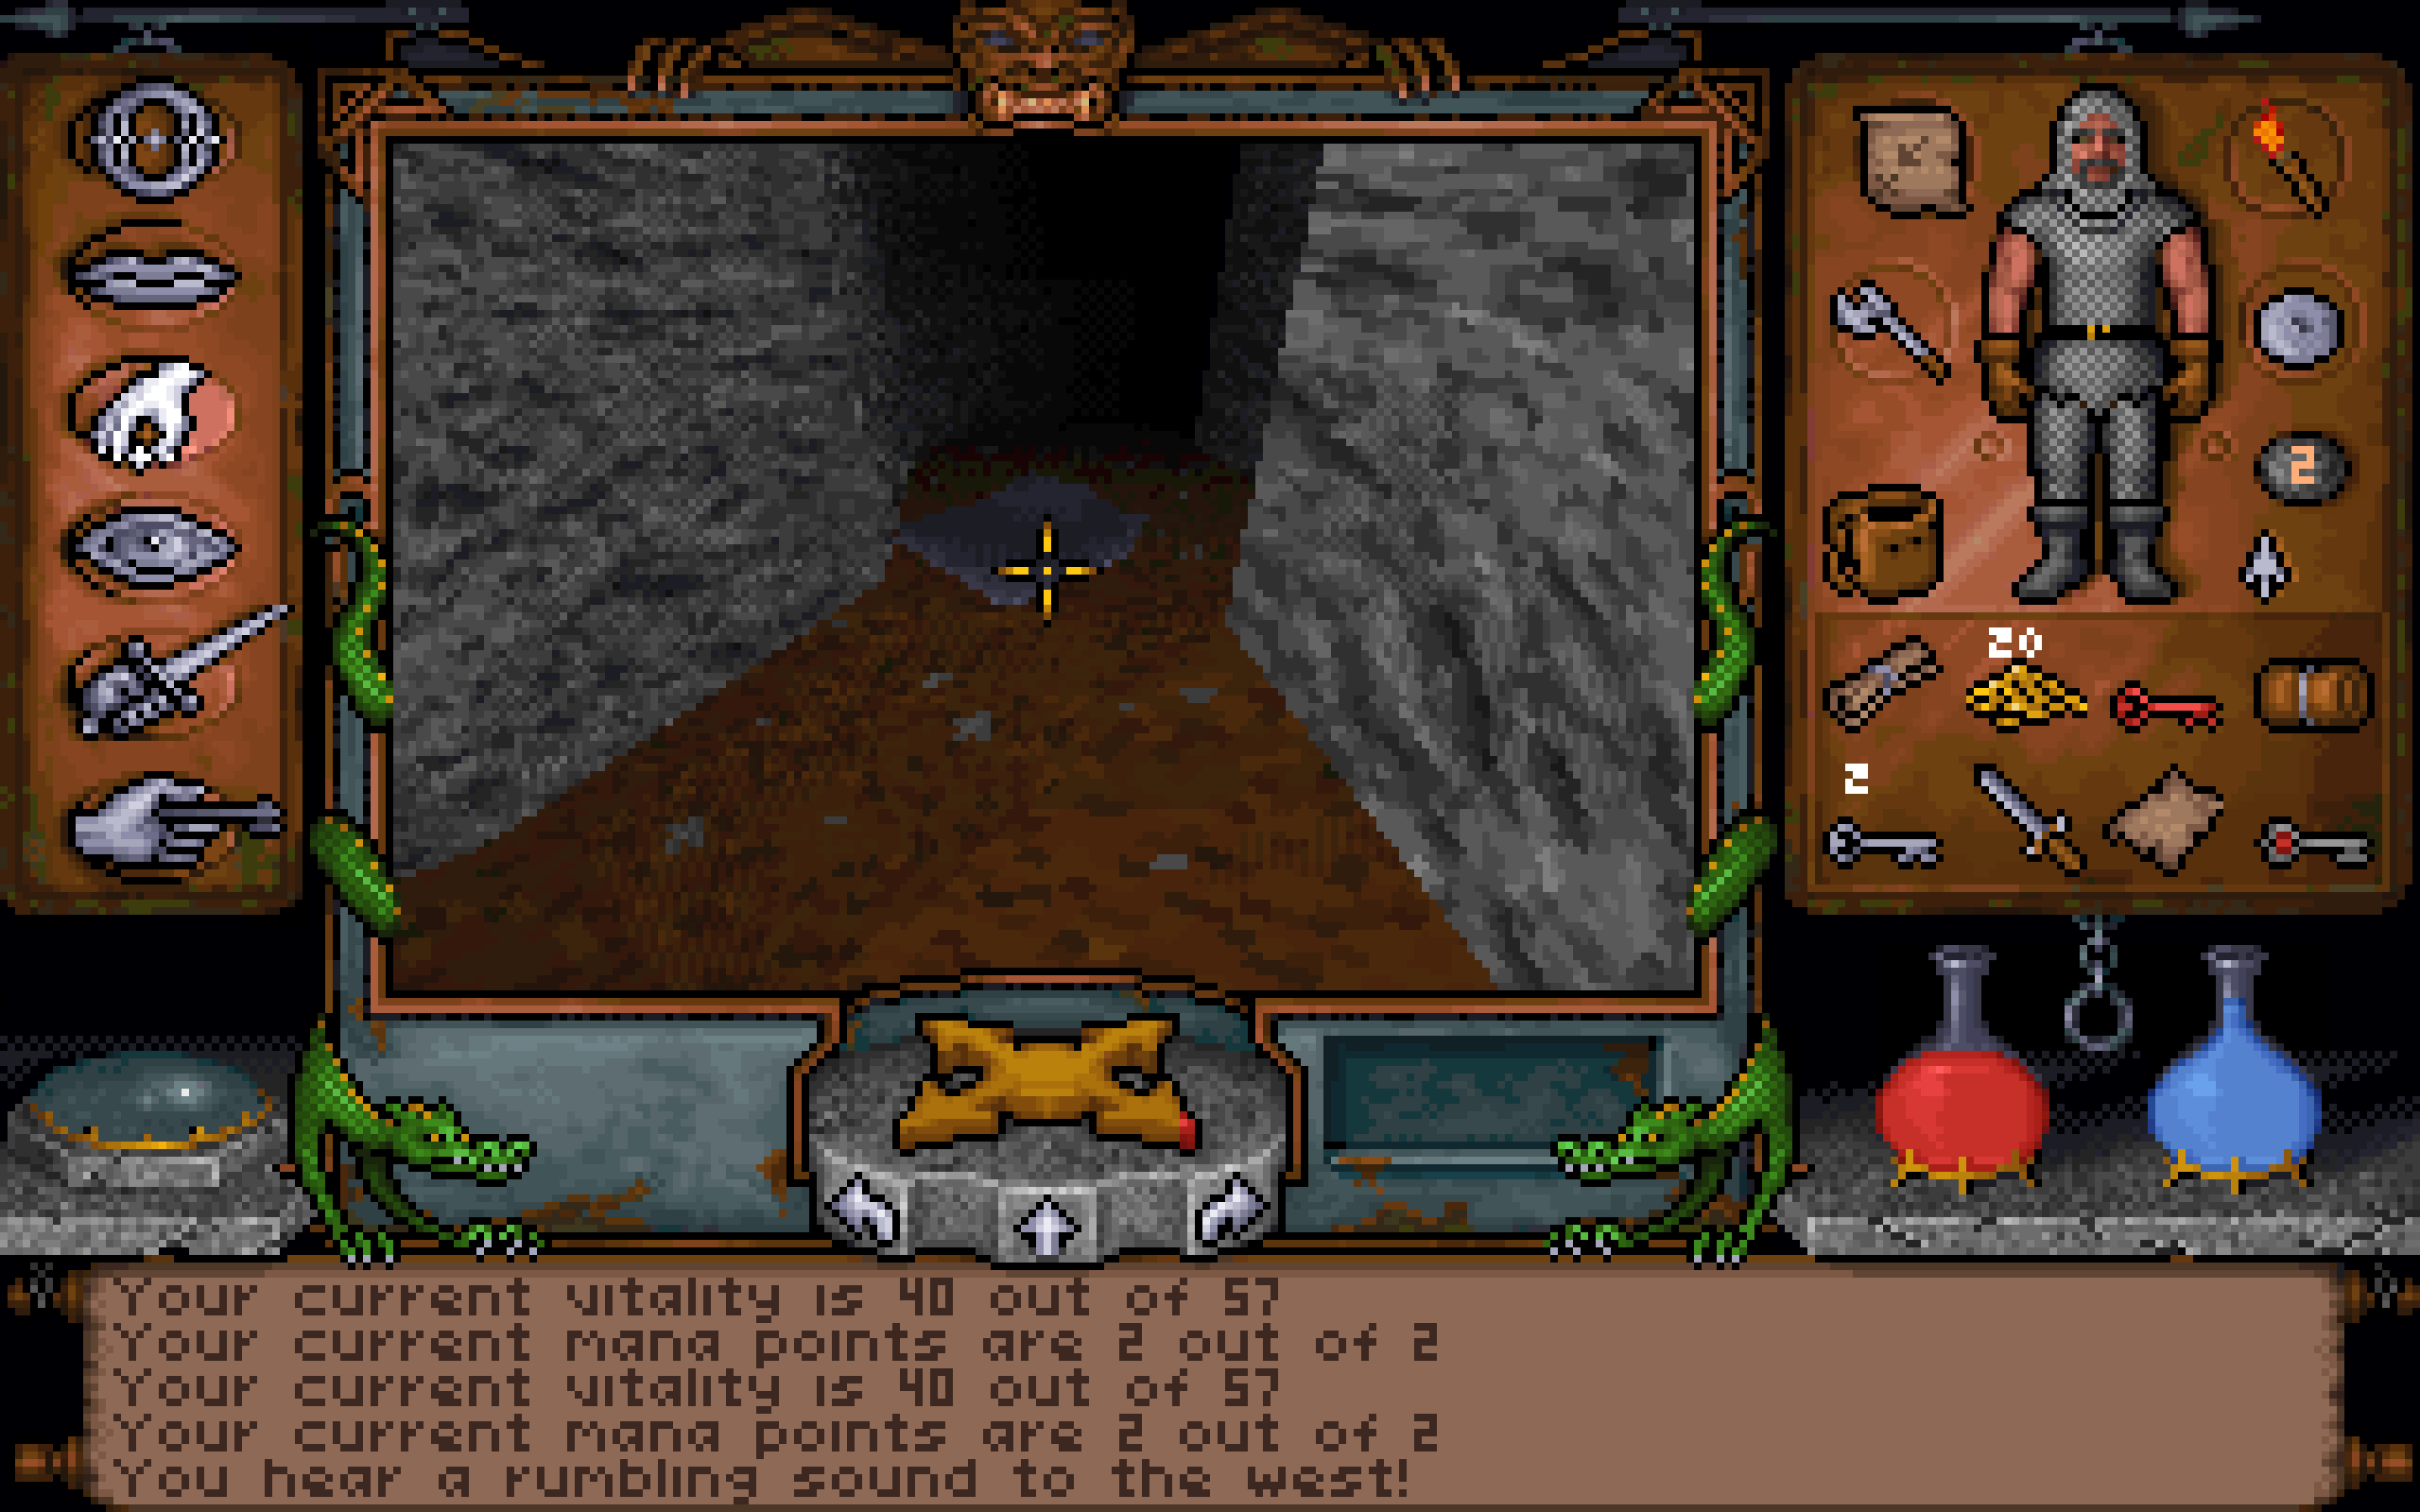 2
20
2
Your current vitality is 40 out of 57
Your current mana points are 2 out of 2
Your current vitality is 40 out of 57
Your current mana points are 2 out of 2
You hear a rumbling sound to the west!